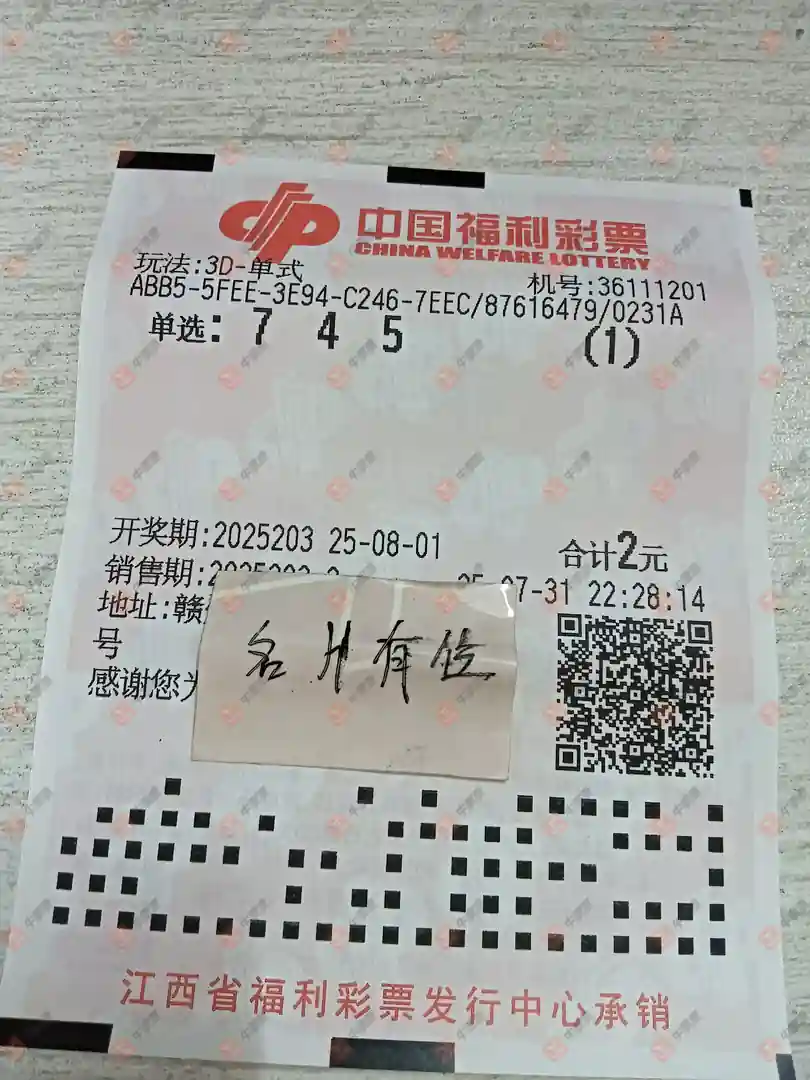 中国福利彩票
CHINA WELFARE LOTTERY
玩法:3D-单式 机号:36111201
ABB5-5FEE-3E94-C246-7EEC/87616479/0231A
单选: 7 4 5 (1)
开奖期:2025203 25-08-01 合计2元
销售期:2025203 25-07-31 22:28:14
地址:赣
号
感谢您为
名片有位
江西省福利彩票发行中心承销